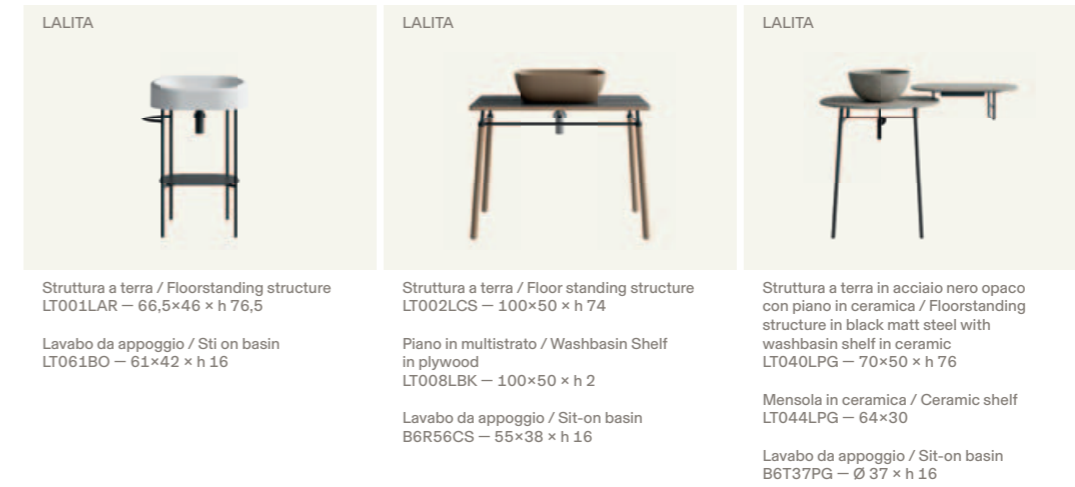 LALITA
Struttura a terra / Floorstanding structure
LT001LAR — 66,5×46 × h 76,5
Lavabo da appoggio / Sti on basin
LT061BO — 61×42 × h 16
LALITA
Struttura a terra / Floor standing structure
LT002LCS — 100×50 × h 74
Piano in multistrato / Washbasin Shelf
in plywood
LT008LBK — 100×50 × h 2
Lavabo da appoggio / Sit-on basin
B6R56CS — 55×38 × h 16
LALITA
Struttura a terra in acciaio nero opaco
con piano in ceramica / Floorstanding
structure in black matt steel with
washbasin shelf in ceramic
LT040LPG — 70×50 × h 76
Mensola in ceramica / Ceramic shelf
LT044LPG — 64×30
Lavabo da appoggio / Sit-on basin
B6T37PG — Ø 37 × h 16